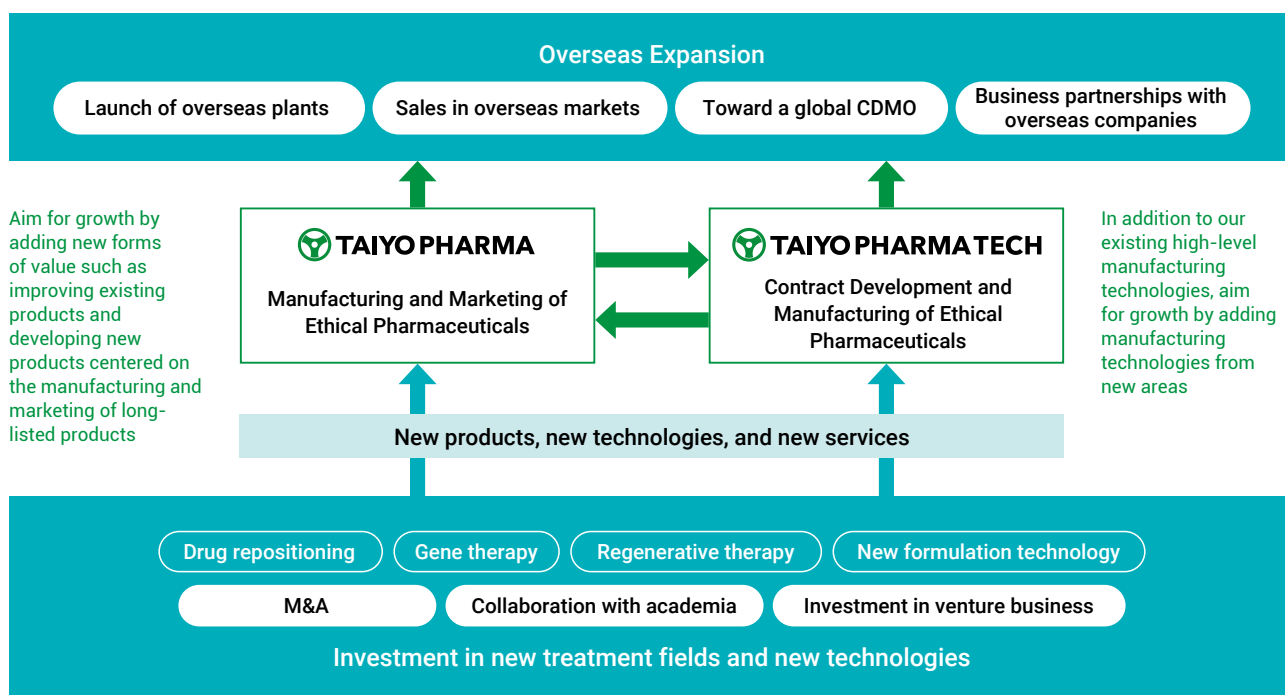 Overseas Expansion
Launch of overseas plants
Sales in overseas markets
Toward a global CDMO
Business partnerships with
overseas companies
Aim for growth by
adding new forms
of value such as
improving existing
products and
developing new
products centered on
the manufacturing and
marketing of long-
listed products
TAIYO PHARMA
Manufacturing and Marketing of
Ethical Pharmaceuticals
TAIYO PHARMA TECH
Contract Development and
Manufacturing of Ethical
Pharmaceuticals
In addition to our
existing high-level
manufacturing
technologies, aim
for growth by adding
manufacturing
technologies from
new areas
New products, new technologies, and new services
Drug repositioning
Gene therapy
Regenerative therapy
New formulation technology
M&A
Collaboration with academia
Investment in venture business
Investment in new treatment fields and new technologies